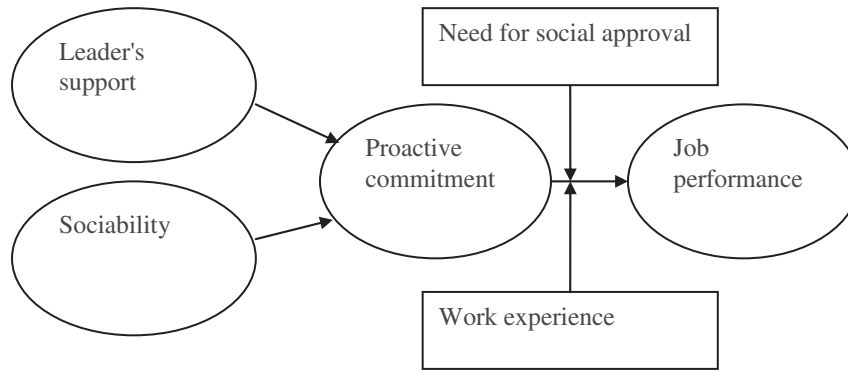 Leader's
support
Need for social approval
Proactive
commitment
Job
performance
Sociability
Work experience